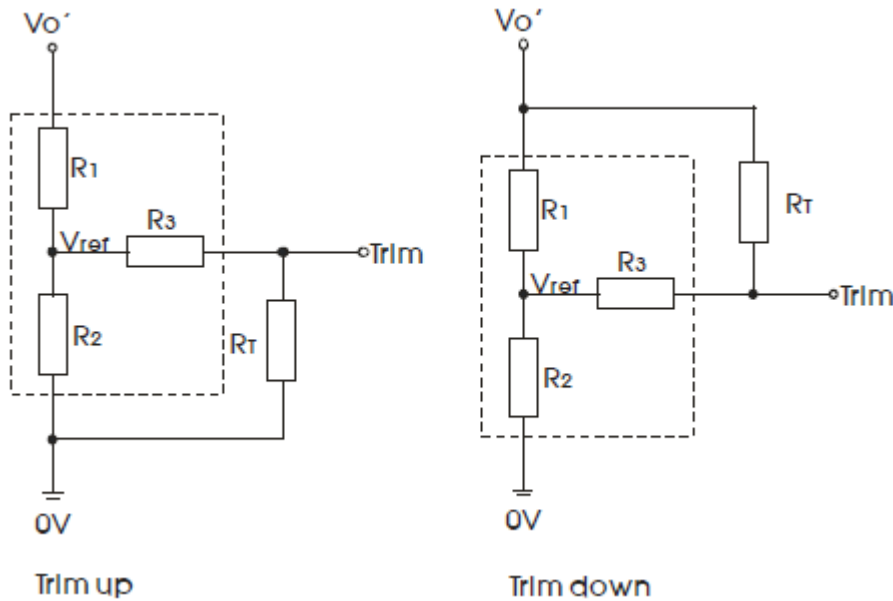 Vo'
R1
R3
Vref
Trim
R2
RT
0V
Trim up
Vo'
R1
RT
R3
Vref
Trim
R2
0V
Trim down